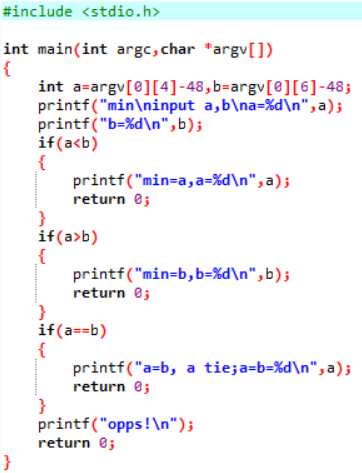 #include <stdio.h>
int main(int argc,char *argv[])
{
int a=argv[0][4]-48,b=argv[0][6]-48;
printf("min\ninput a,b\na=%d\n",a);
printf("b=%d\n",b);
if(a<b)
{
printf("min=a,a=%d\n",a);
return 0;
}
if(a>b)
{
printf("min=b,b=%d\n",b);
return 0;
}
if(a==b)
{
printf("a=b, a tie;a=b=%d\n",a);
return 0;
}
printf("opps!\n");
return 0;
}